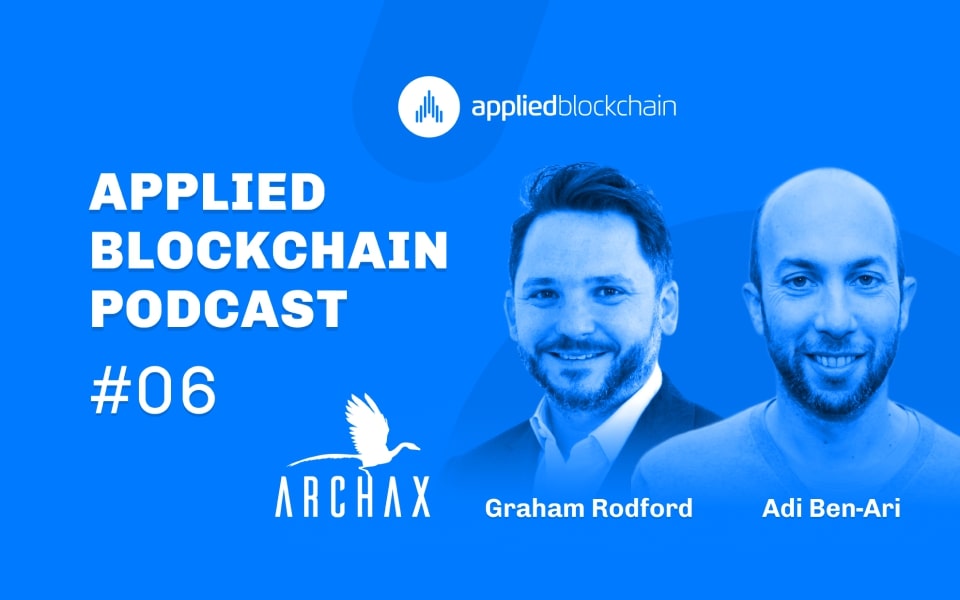 appliedblockchain
APPLIED
BLOCKCHAIN
PODCAST
#06
ARCHAX
Graham Rodford
Adi Ben-Ari